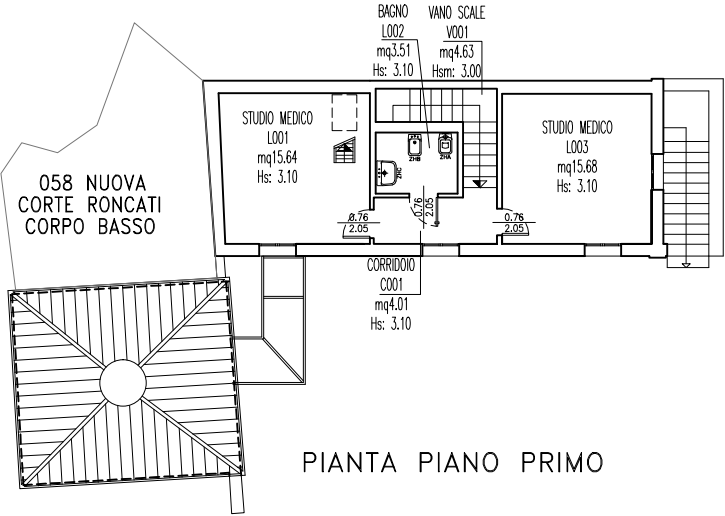 BAGNO
L002
mq3.51
Hs: 3.10
VANO SCALE
V001
mq4.63
Hsm: 3.00
STUDIO MEDICO
L001
mq15.64
Hs: 3.10
STUDIO MEDICO
L003
mq15.68
Hs: 3.10
ZHB
ZHA
ZHC
058 NUOVA
CORTE RONCATI
CORPO BASSO
0.76
2.05
0.76
2.05
0.76
2.05
CORRIDOIO
C001
mq4.01
Hs: 3.10
PIANTA PIANO PRIMO